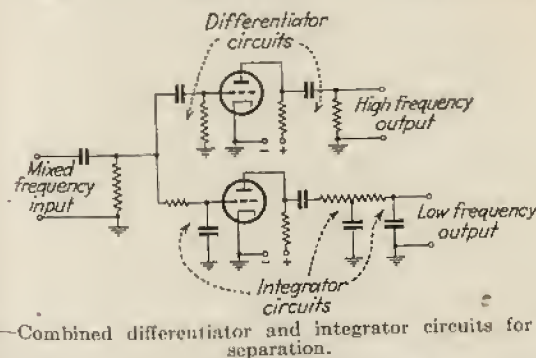 Differentiator
circuits
High frequency
output
Mixed
frequency
input
- +
Low frequency
output
- +
Integrator
circuits
—Combined differentiator and integrator circuits for
separation.